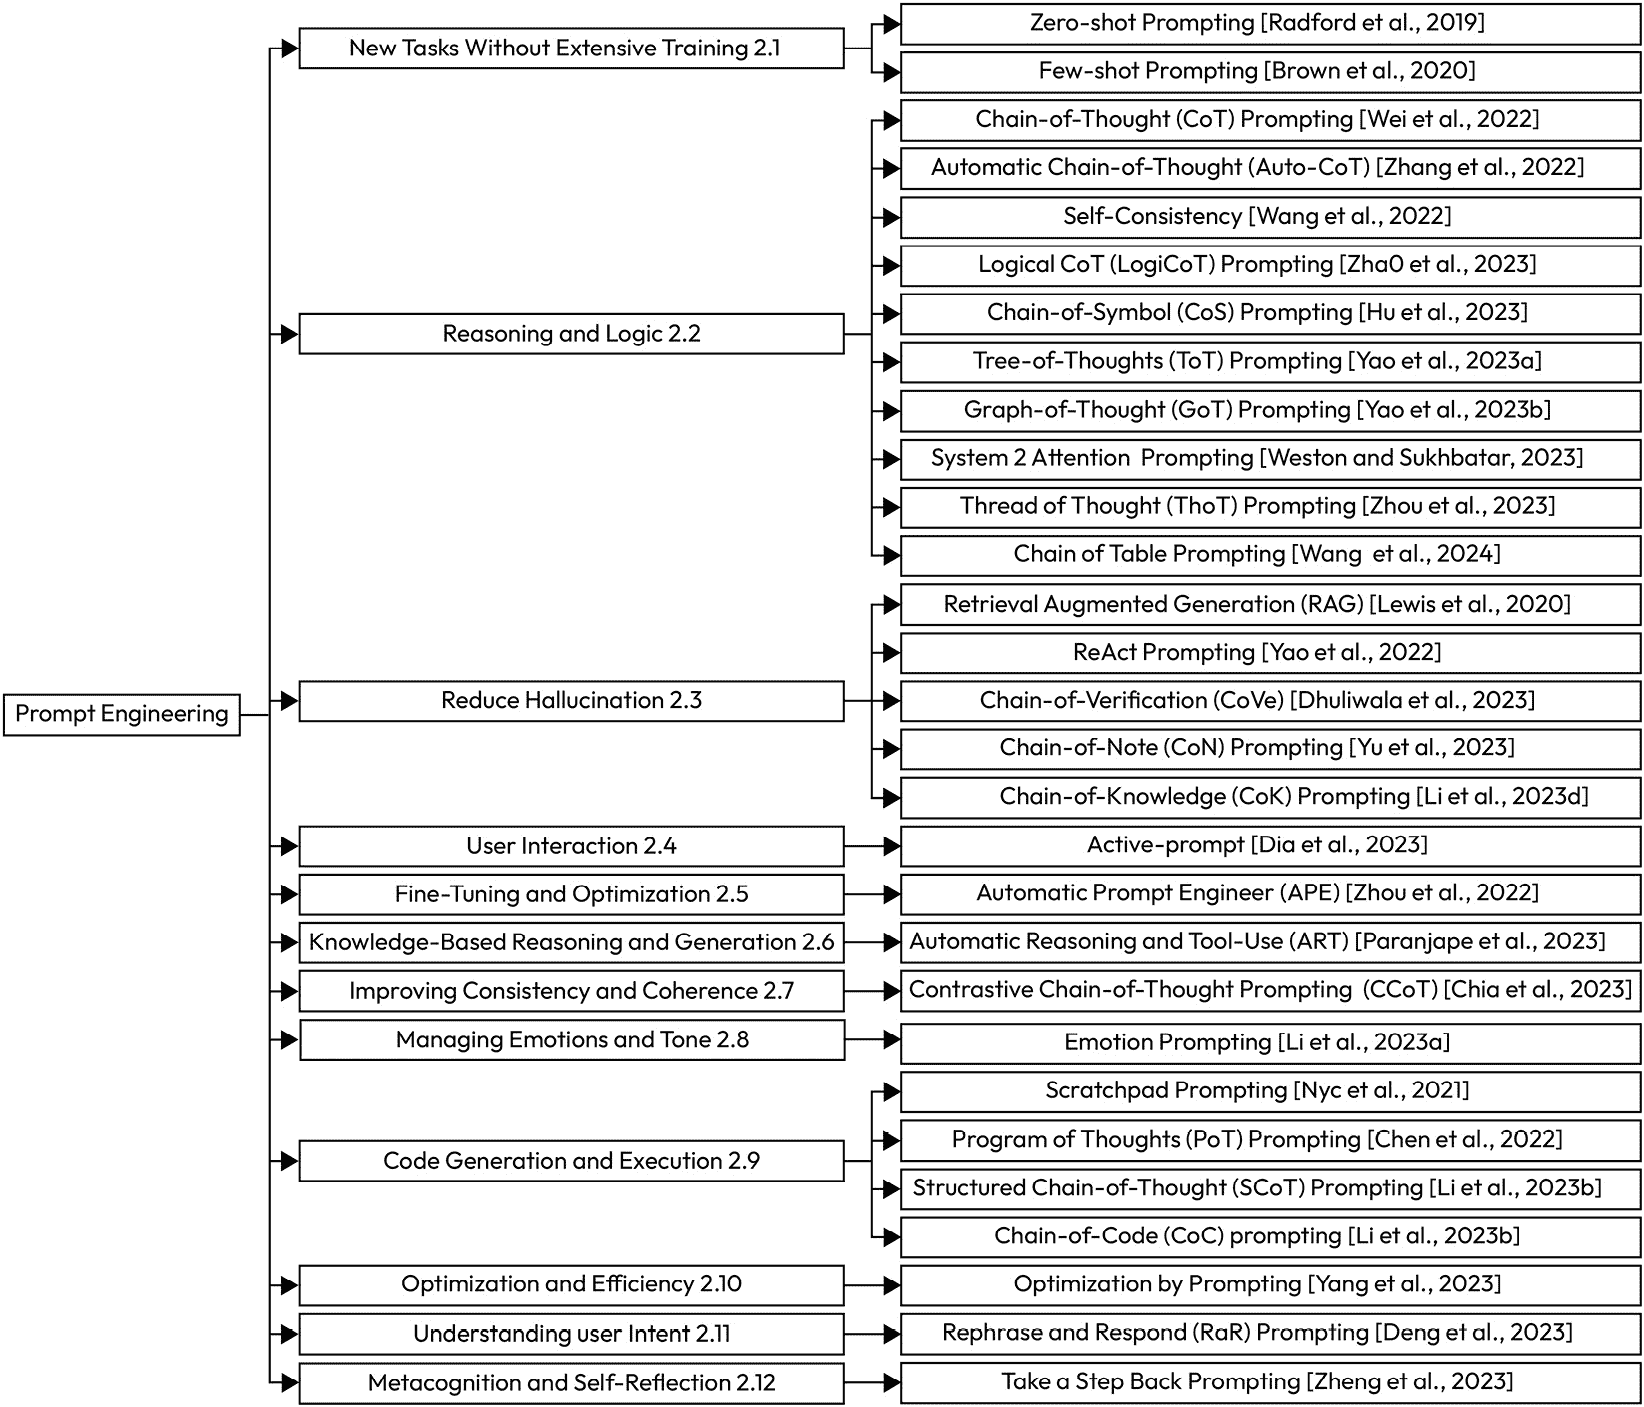 New Tasks Without Extensive Training 2.1
Zero-shot Prompting [Radford et al., 2019]
Few-shot Prompting [Brown et al., 2020]
Reasoning and Logic 2.2
Chain-of-Thought (CoT) Prompting [Wei et al., 2022]
Automatic Chain-of-Thought (Auto-CoT) [Zhang et al., 2022]
Self-Consistency [Wang et al., 2022]
Logical CoT (LogiCoT) Prompting [Zha0 et al., 2023]
Chain-of-Symbol (CoS) Prompting [Hu et al., 2023]
Tree-of-Thoughts (ToT) Prompting [Yao et al., 2023a]
Graph-of-Thought (GoT) Prompting [Yao et al., 2023b]
System 2 Attention Prompting [Weston and Sukhbatar, 2023]
Thread of Thought (ThoT) Prompting [Zhou et al., 2023]
Chain of Table Prompting [Wang et al., 2024]
Prompt Engineering
Reduce Hallucination 2.3
Retrieval Augmented Generation (RAG) [Lewis et al., 2020]
ReAct Prompting [Yao et al., 2022]
Chain-of-Verification (CoVe) [Dhuliwala et al., 2023]
Chain-of-Note (CoN) Prompting [Yu et al., 2023]
Chain-of-Knowledge (CoK) Prompting [Li et al., 2023d]
User Interaction 2.4
Active-prompt [Dia et al., 2023]
Fine-Tuning and Optimization 2.5
Automatic Prompt Engineer (APE) [Zhou et al., 2022]
Knowledge-Based Reasoning and Generation 2.6
Automatic Reasoning and Tool-Use (ART) [Paranjape et al., 2023]
Improving Consistency and Coherence 2.7
Contrastive Chain-of-Thought Prompting (CCoT) [Chia et al., 2023]
Managing Emotions and Tone 2.8
Emotion Prompting [Li et al., 2023a]
Code Generation and Execution 2.9
Scratchpad Prompting [Nyc et al., 2021]
Program of Thoughts (PoT) Prompting [Chen et al., 2022]
Structured Chain-of-Thought (SCoT) Prompting [Li et al., 2023b]
Chain-of-Code (CoC) prompting [Li et al., 2023b]
Optimization and Efficiency 2.10
Optimization by Prompting [Yang et al., 2023]
Understanding user Intent 2.11
Rephrase and Respond (RaR) Prompting [Deng et al., 2023]
Metacognition and Self-Reflection 2.12
Take a Step Back Prompting [Zheng et al., 2023]